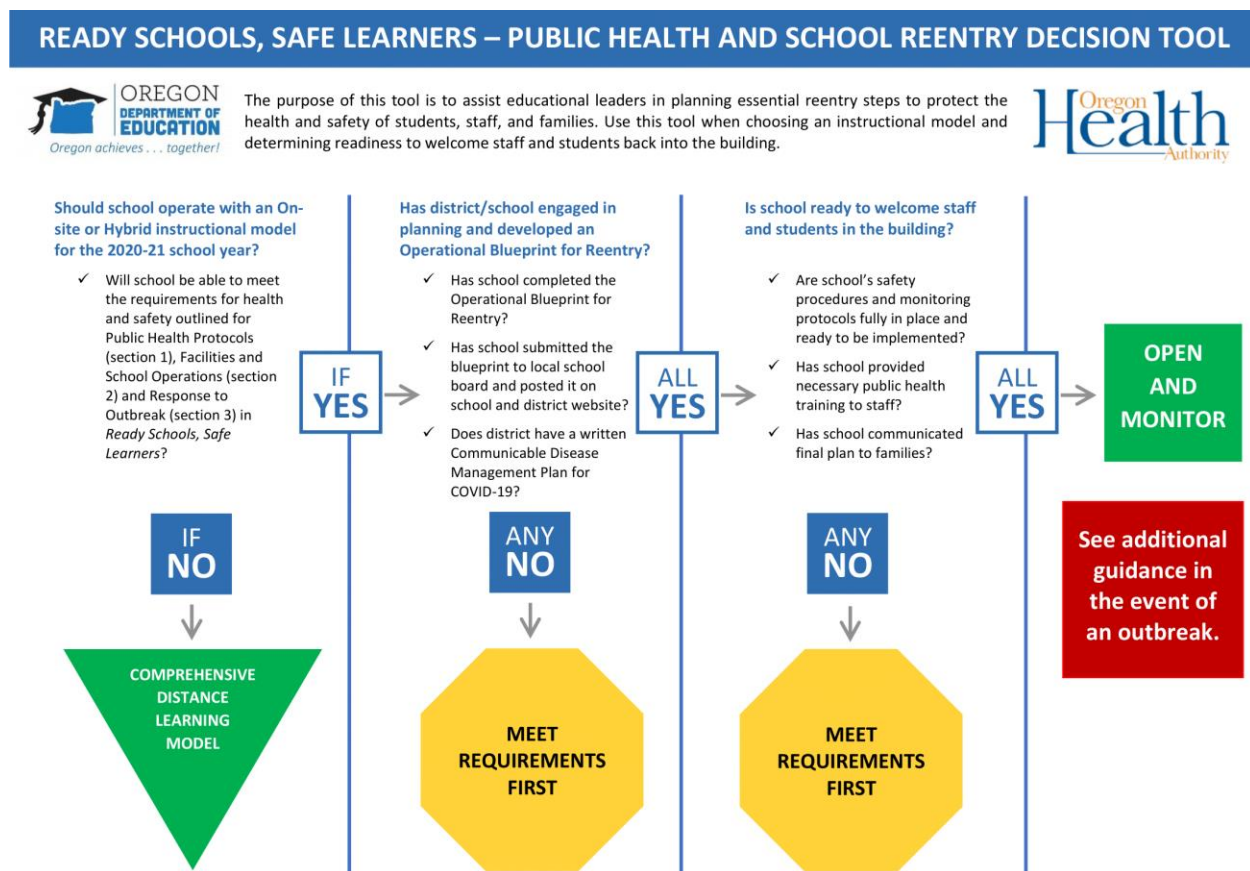 READY SCHOOLS, SAFE LEARNERS – PUBLIC HEALTH AND SCHOOL REENTRY DECISION TOOL
OREGON
DEPARTMENT OF
EDUCATION
Oregon achieves . . . together!
The purpose of this tool is to assist educational leaders in planning essential reentry steps to protect the
health and safety of students, staff, and families. Use this tool when choosing an instructional model and
determining readiness to welcome staff and students back into the building.
Oregon
Health
Authority
Should school operate with an On-
site or Hybrid instructional model
for the 2020-21 school year?
✓ Will school be able to meet
the requirements for health
and safety outlined for
Public Health Protocols
(section 1), Facilities and
School Operations (section
2) and Response to
Outbreak (section 3) in
Ready Schools, Safe
Learners?
IF
YES
IF
NO
COMPREHENSIVE
DISTANCE
LEARNING
MODEL
Has district/school engaged in
planning and developed an
Operational Blueprint for Reentry?
✓ Has school completed the
Operational Blueprint for
Reentry?
✓ Has school submitted the
blueprint to local school
board and posted it on
school and district website?
✓ Does district have a written
Communicable Disease
Management Plan for
COVID-19?
ALL
YES
ANY
NO
MEET
REQUIREMENTS
FIRST
Is school ready to welcome staff
and students in the building?
✓ Are school's safety
procedures and monitoring
protocols fully in place and
ready to be implemented?
✓ Has school provided
necessary public health
training to staff?
✓ Has school communicated
final plan to families?
ALL
YES
ANY
NO
MEET
REQUIREMENTS
FIRST
OPEN
AND
MONITOR
See additional
guidance in
the event of
an outbreak.